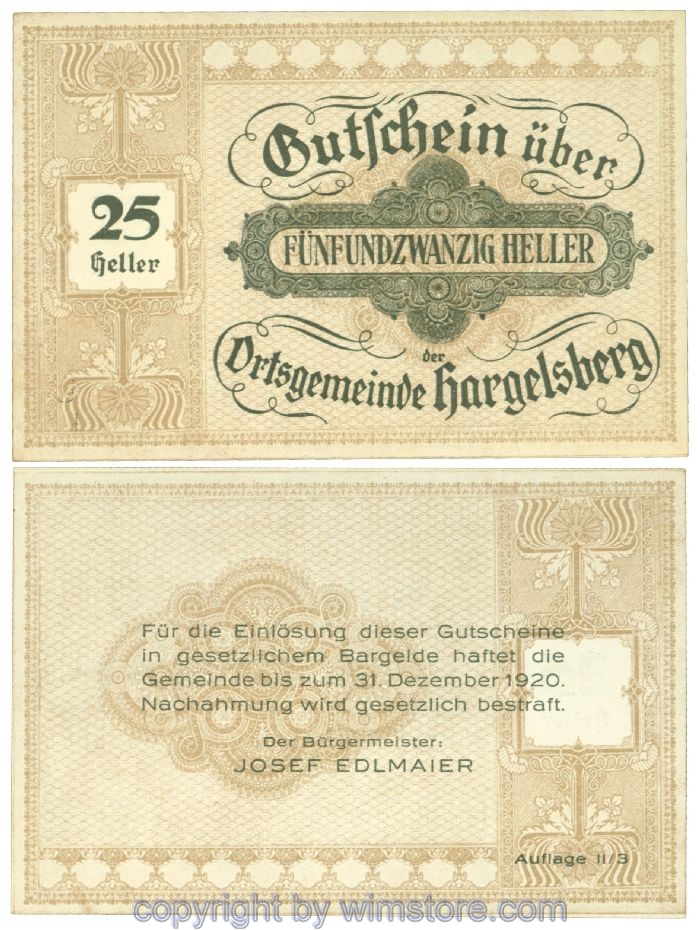 Gutschein über
25
Heller
FÜNFUNDZWANZIG HELLER
der
Ortsgemeinde Hargelsberg
Für die Einlösung dieser Gutscheine
in gesetzlichem Bargelde haftet die
Gemeinde bis zum 31. Dezember 1920.
Nachahmung wird gesetzlich bestraft.
Der Bürgermeister:
JOSEF EDLMAIER
Auflage II/3
copyright by wimstore.com